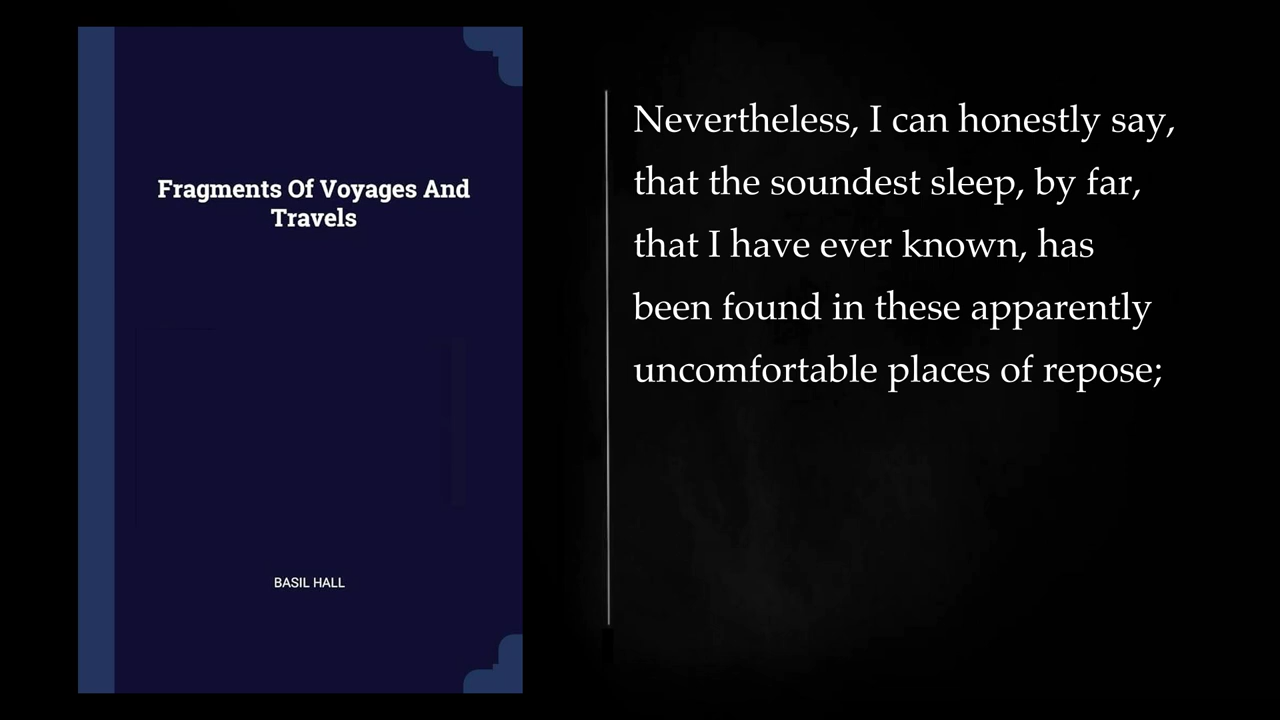 Fragments Of Voyages And
Travels
BASIL HALL
Nevertheless, I can honestly say,
that the soundest sleep, by far,
that I have ever known, has
been found in these apparently
uncomfortable places of repose;